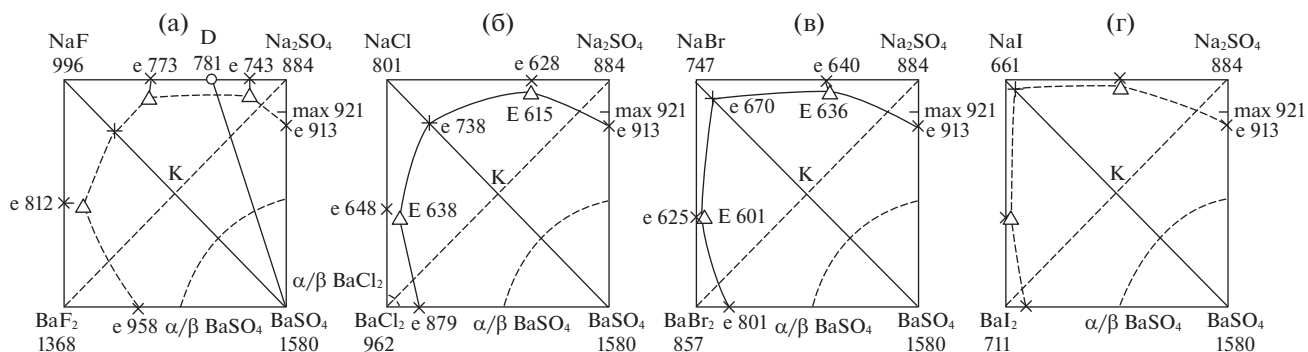 (а)
NaF
996
D
Na₂SO₄
884
e 773
781
e 743
max 921
e 913
K
e 812
BaF₂
1368
e 958
α/β BaSO₄
BaSO₄
1580
(б)
NaCl
801
e 628
Na₂SO₄
884
max 921
e 913
e 738
E 615
K
e 648
E 638
α/β BaCl₂
BaCl₂
962
e 879
α/β BaSO₄
BaSO₄
1580
(в)
NaBr
747
e 640
Na₂SO₄
884
max 921
e 913
e 670
E 636
K
e 625
E 601
BaBr₂
857
e 801
α/β BaSO₄
BaSO₄
1580
(г)
NaI
661
Na₂SO₄
884
max 921
e 913
K
BaI₂
711
α/β BaSO₄
BaSO₄
1580